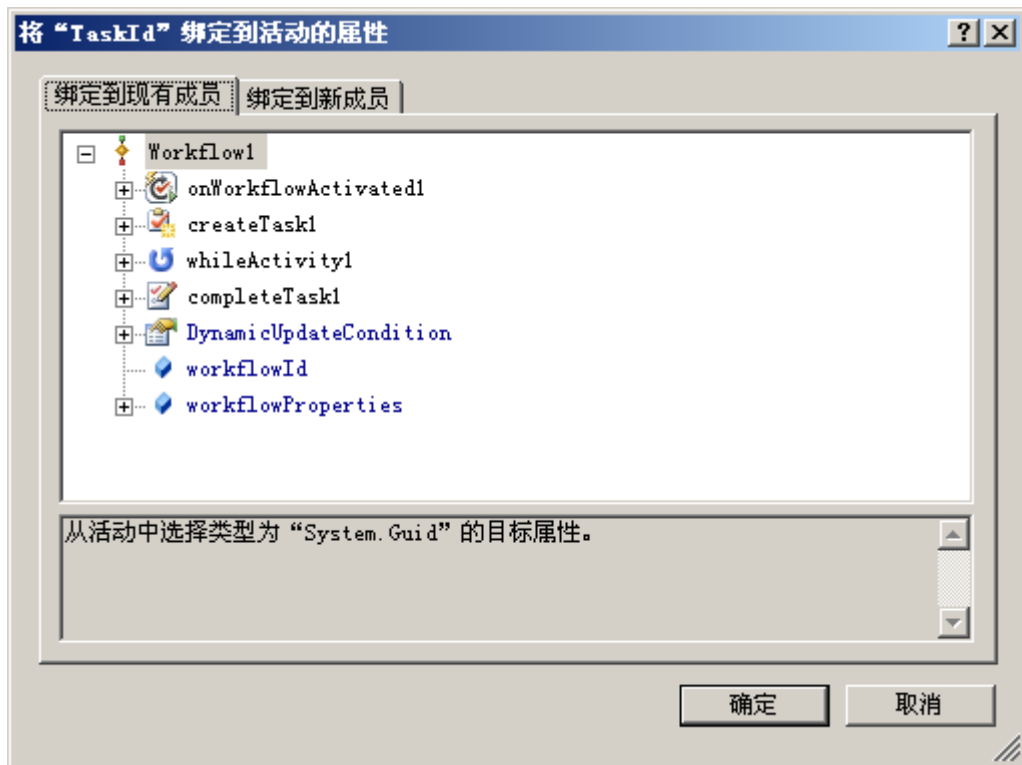 将“TaskId”绑定到活动的属性
绑定到现有成员 绑定到新成员
Workflow1
onWorkflowActivated1
createTask1
whileActivity1
completeTask1
DynamicUpdateCondition
workflowId
workflowProperties
从活动中选择类型为“System.Guid”的目标属性。
确定 取消